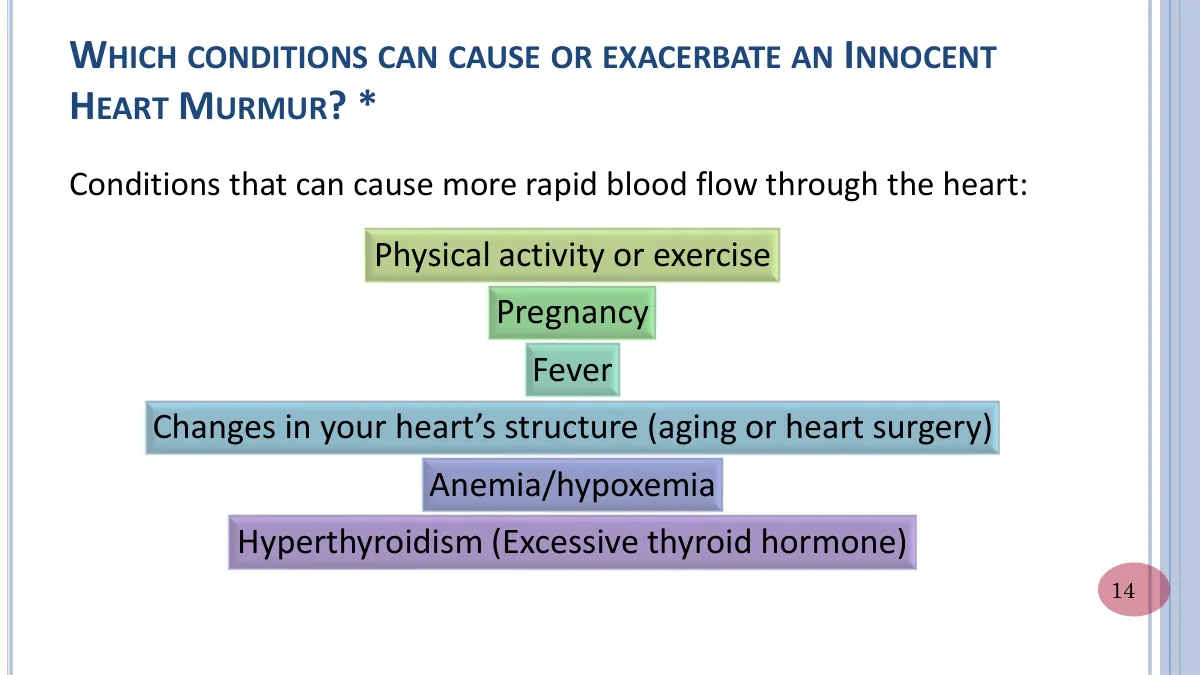 WHICH CONDITIONS CAN CAUSE OR EXACERBATE AN INNOCENT
HEART MURMUR? *
Conditions that can cause more rapid blood flow through the heart:
Physical activity or exercise
Pregnancy
Fever
Changes in your heart’s structure (aging or heart surgery)
Anemia/hypoxemia
Hyperthyroidism (Excessive thyroid hormone)
14